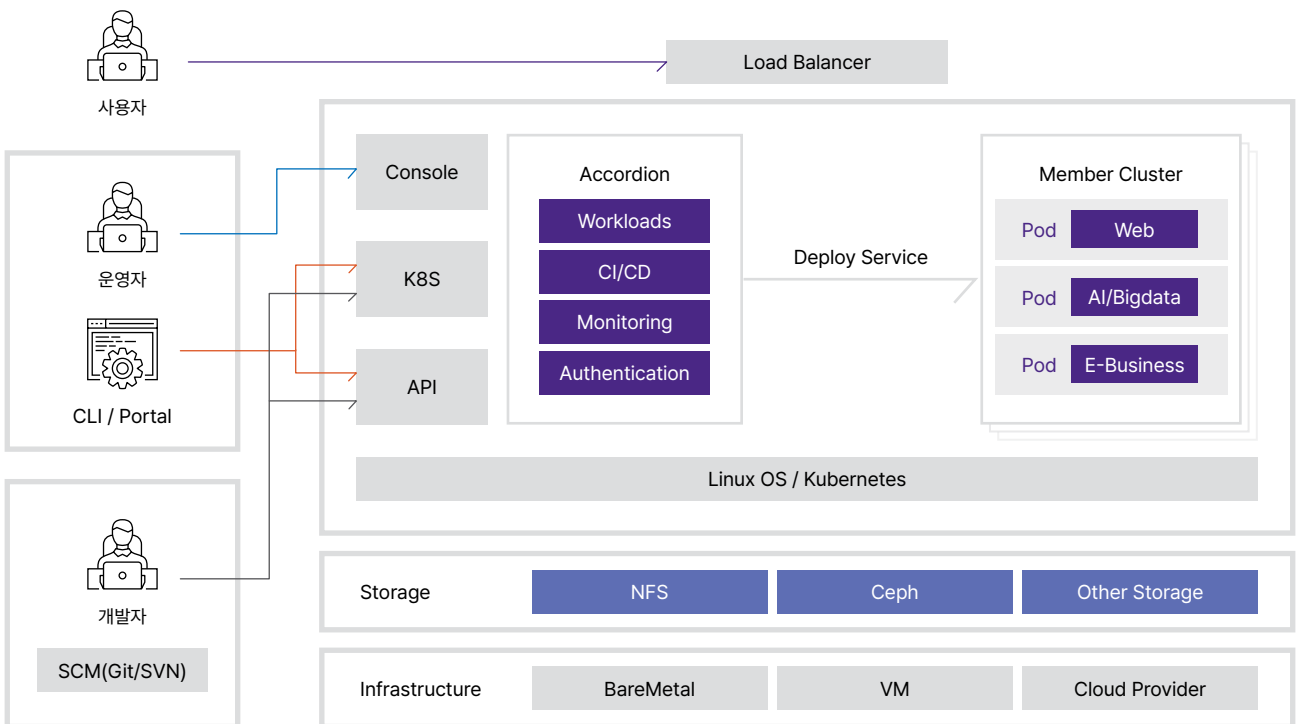 사용자
Load Balancer
운영자
CLI / Portal
Console
K8S
API
Accordion
Workloads
CI/CD
Monitoring
Authentication
Deploy Service
Member Cluster
Pod Web
Pod AI/Bigdata
Pod E-Business
Linux OS / Kubernetes
개발자
SCM(Git/SVN)
Storage NFS Ceph Other Storage
Infrastructure BareMetal VM Cloud Provider